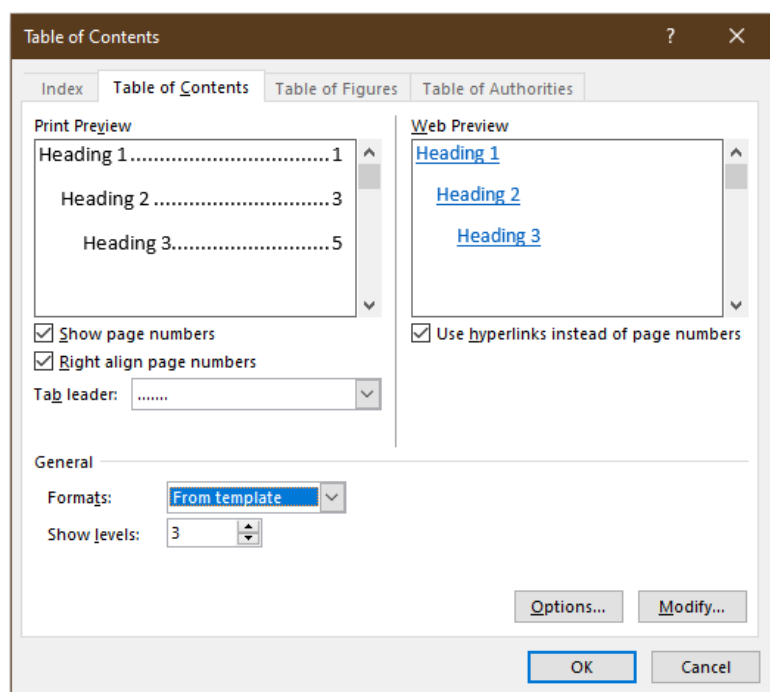 Table of Contents ? ×
Index Table of Contents Table of Figures Table of Authorities
Print Preview
Heading 1..............................1
Heading 2...........................3
Heading 3...........................5
Show page numbers
Right align page numbers
Tab leader: .......
Web Preview
Heading 1
Heading 2
Heading 3
Use hyperlinks instead of page numbers
General
Formats: From template
Show levels: 3
Options... Modify...
OK Cancel